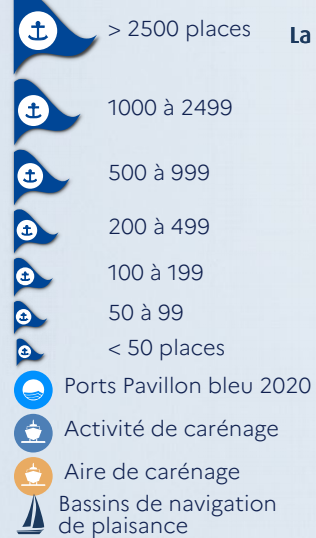 > 2500 places
La
1000 à 2499
500 à 999
200 à 499
100 à 199
50 à 99
< 50 places
Ports Pavillon bleu 2020
Activité de carénage
Aire de carénage
Bassins de navigation
de plaisance